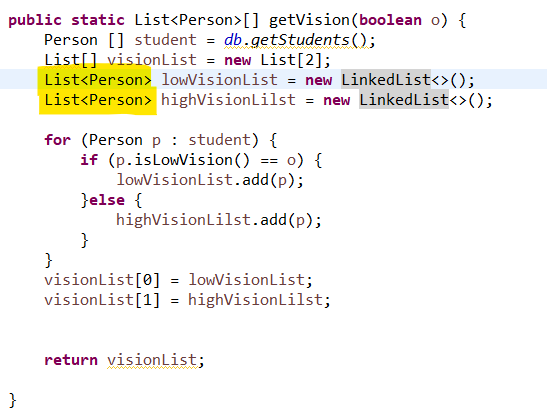 public static List<Person>[] getVision(boolean o) {
Person [] student = db.getStudents();
List[] visionList = new List[2];
List<Person> lowVisionList = new LinkedList<>();
List<Person> highVisionLilst = new LinkedList<>();
for (Person p : student) {
if (p.isLowVision() == o) {
lowVisionList.add(p);
}else {
highVisionLilst.add(p);
}
}
visionList[0] = lowVisionList;
visionList[1] = highVisionLilst;
return visionList;
}